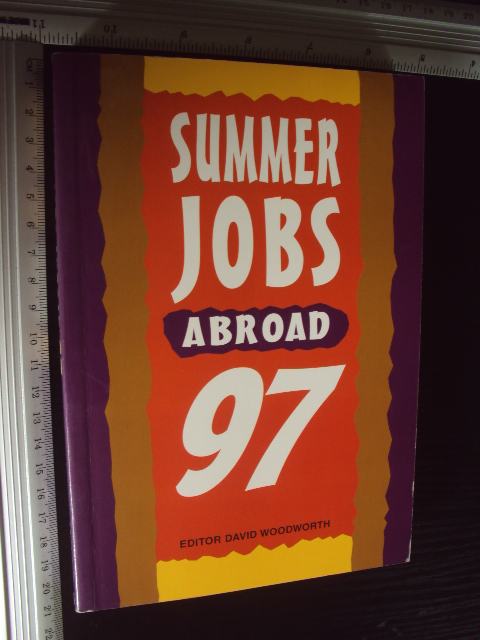 SUMMER
JOBS
ABROAD
97
EDITOR DAVID WOODWORTH